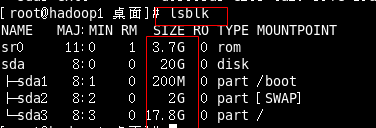 [root@hadoop1 桌面]# lsblk
NAME   MAJ:MIN RM  SIZE RO TYPE MOUNTPOINT
sr0     11:0    1  3.7G  0 rom
sda      8:0    0   20G  0 disk
├─sda1   8:1    0  200M  0 part /boot
├─sda2   8:2    0    2G  0 part [SWAP]
└─sda3   8:3    0 17.8G  0 part /